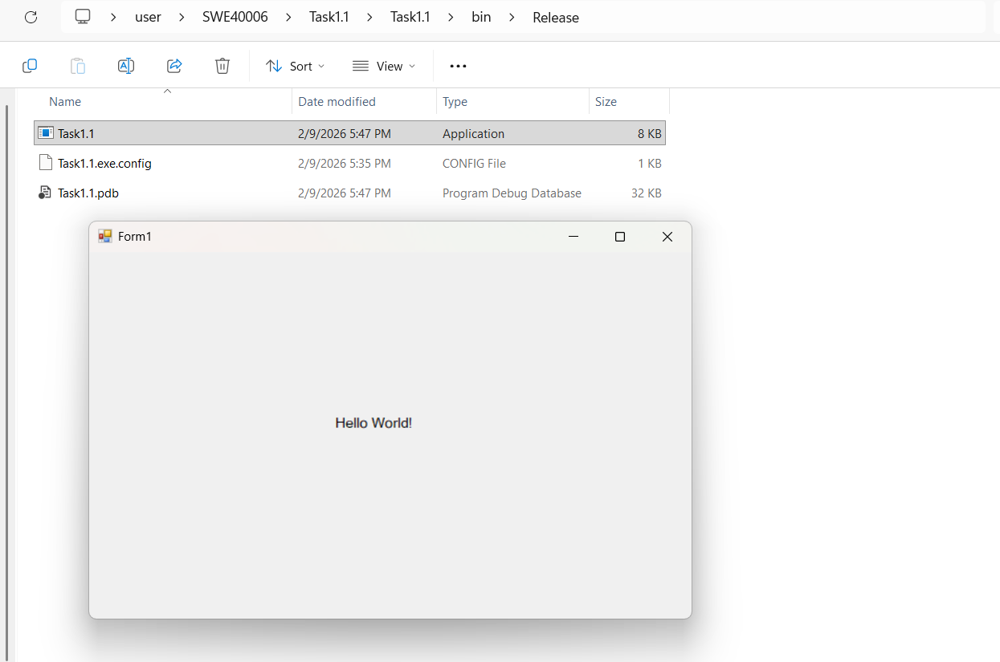 user > SWE40006 > Task1.1 > Task1.1 > bin > Release
Sort View
Name Date modified Type Size
Task1.1 2/9/2026 5:47 PM Application 8 KB
Task1.1.exe.config 2/9/2026 5:35 PM CONFIG File 1 KB
Task1.1.pdb 2/9/2026 5:47 PM Program Debug Database 32 KB
Form1
Hello World!